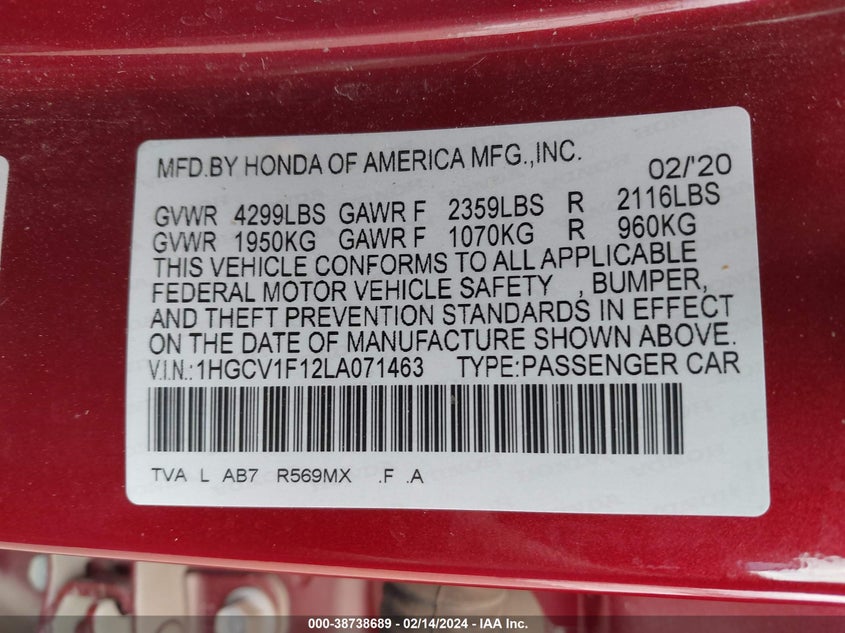 MFD.BY HONDA OF AMERICA MFG.,INC. 02/'20
GVWR 4299LBS GAWR F 2359LBS R 2116LBS
GVWR 1950KG GAWR F 1070KG R 960KG
THIS VEHICLE CONFORMS TO ALL APPLICABLE
FEDERAL MOTOR VEHICLE SAFETY , BUMPER,
AND THEFT PREVENTION STANDARDS IN EFFECT
ON THE DATE OF MANUFACTURE SHOWN ABOVE.
V.I.N.:1HGCV1F12LA071463 TYPE:PASSENGER CAR
TVA L AB7 R569MX .F .A
000-38738689 - 02/14/2024 - IAA Inc.